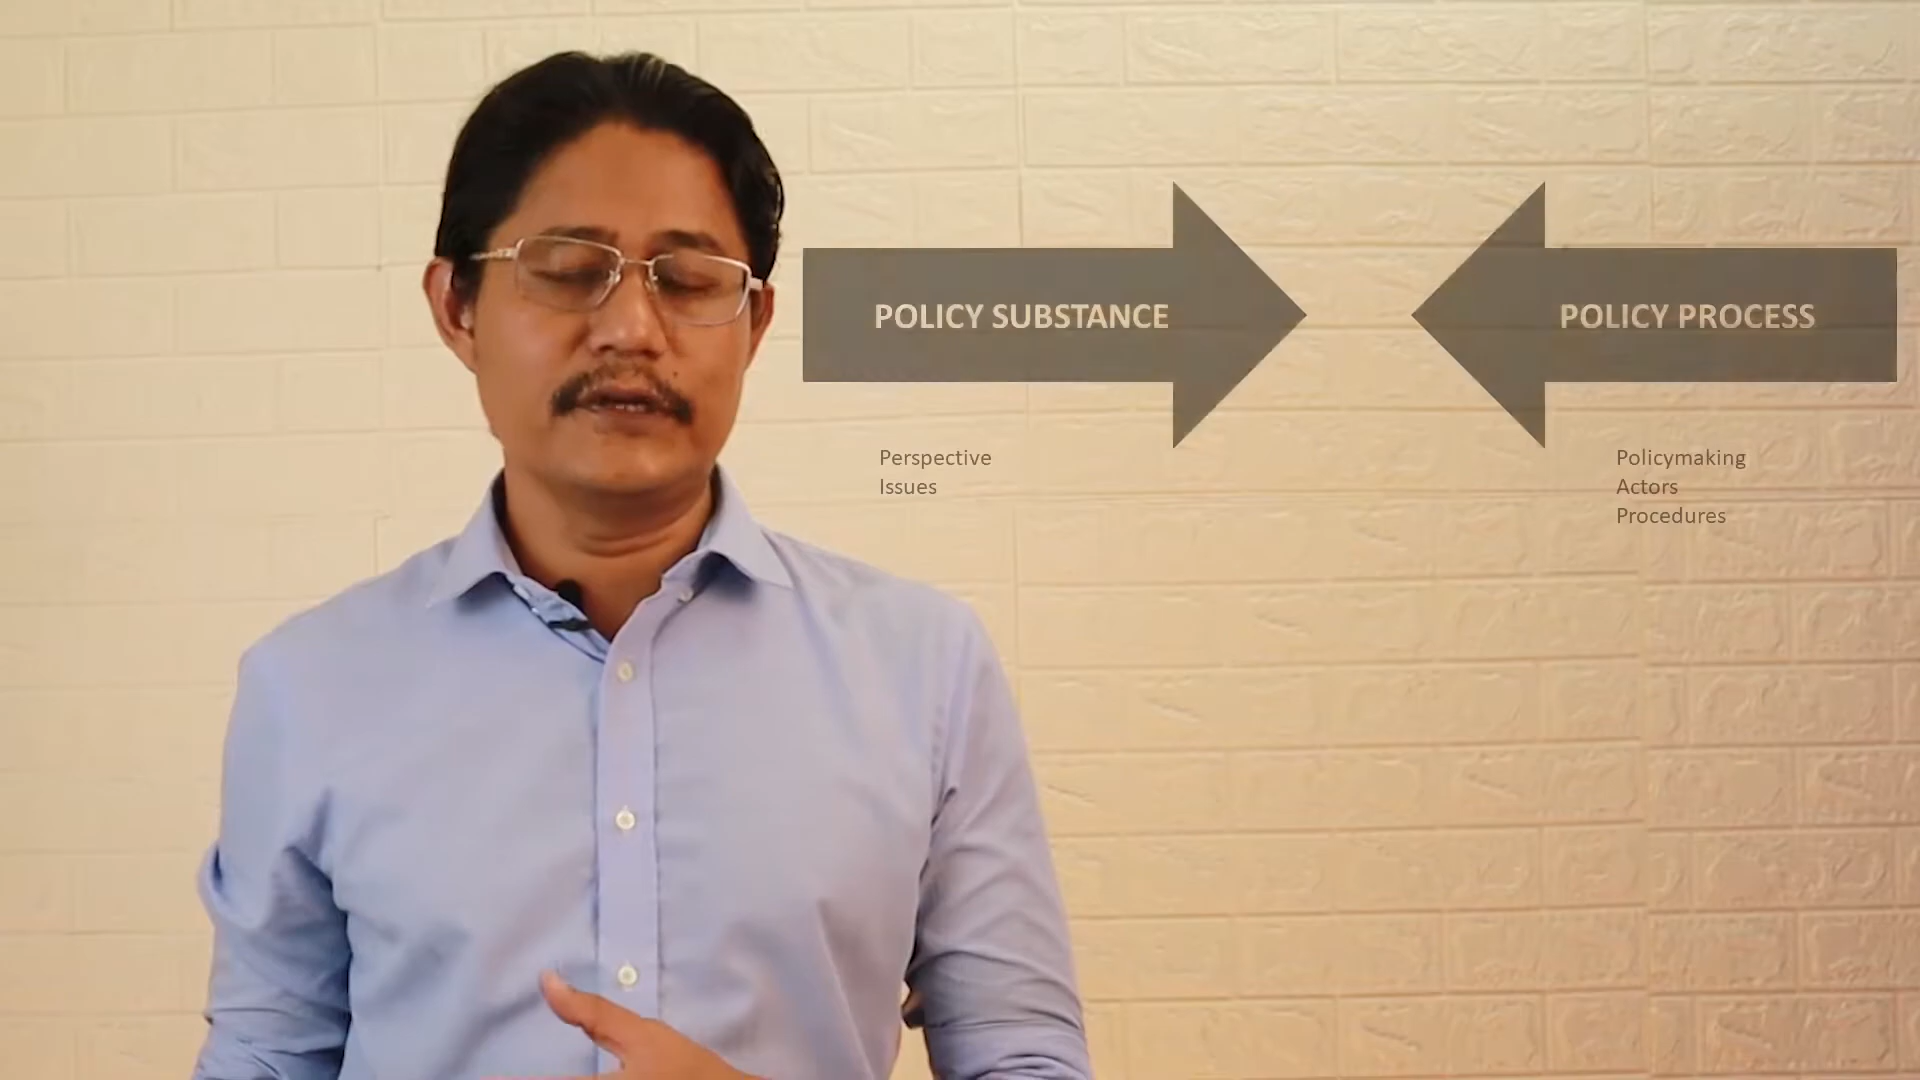 POLICY SUBSTANCE
POLICY PROCESS
Perspective
Issues
Policymaking
Actors
Procedures